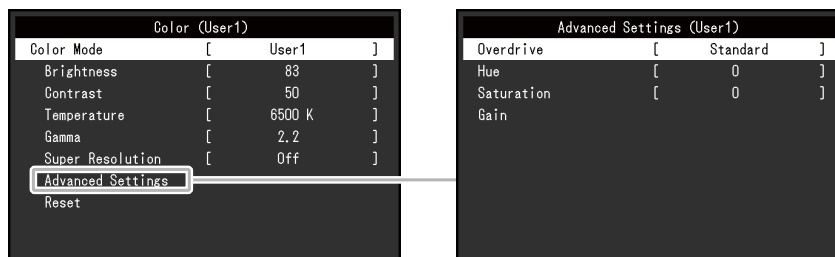 Color (User1)
Color Mode [ User1 ]
Brightness [ 83 ]
Contrast [ 50 ]
Temperature [ 6500 K ]
Gamma [ 2.2 ]
Super Resolution [ Off ]
Advanced Settings
Reset
Advanced Settings (User1)
Overdrive [ Standard ]
Hue [ 0 ]
Saturation [ 0 ]
Gain